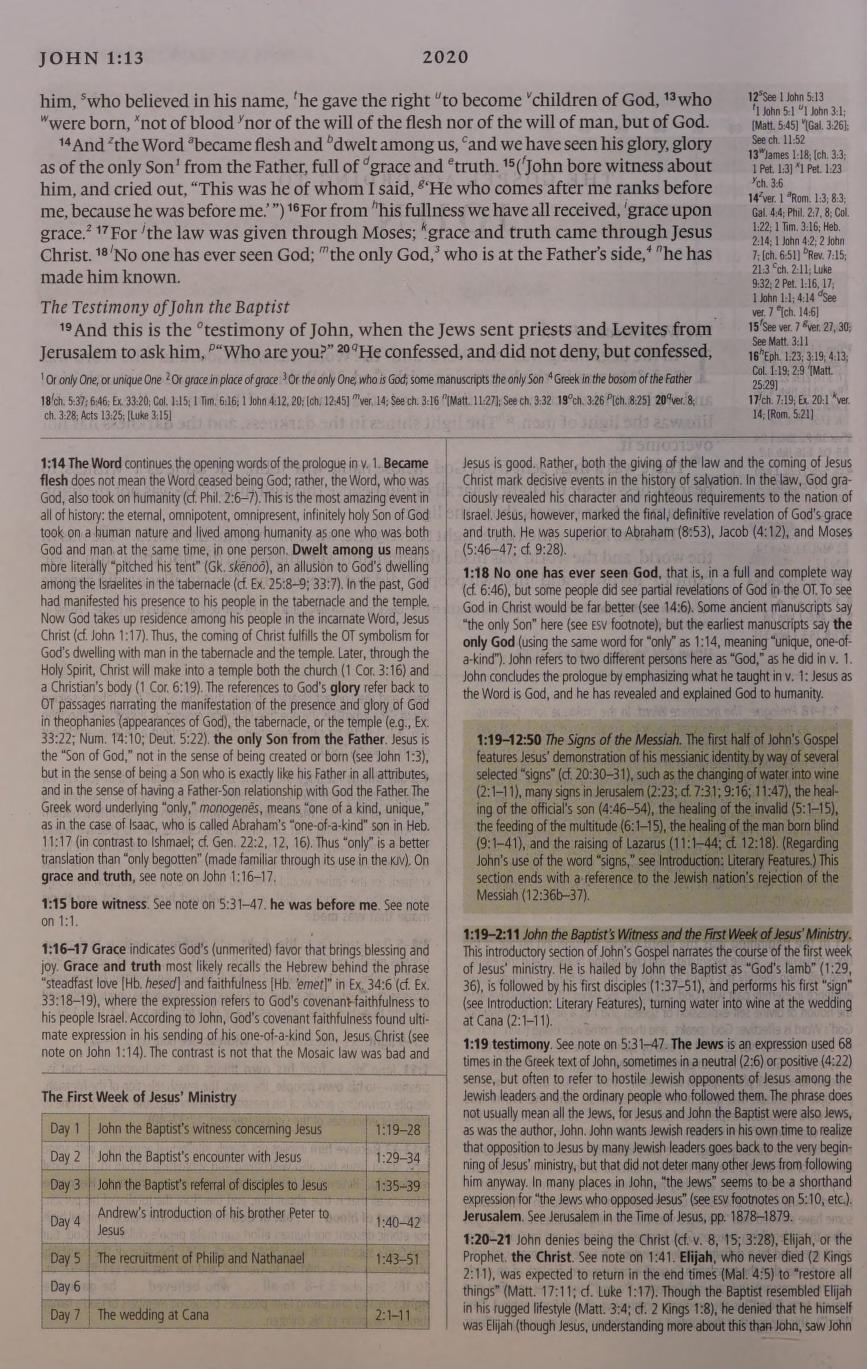 JOHN 1:13
2020
him, ˢwho believed in his name, ᵗhe gave the right ᵘto become ᵛchildren of God, ¹³who
ʷwere born, ˣnot of blood ʸnor of the will of the flesh nor of the will of man, but of God.
¹⁴And ᶻthe Word ᵃbecame flesh and ᵇdwelt among us, ᶜand we have seen his glory, glory
as of the only Son¹ from the Father, full of ᵈgrace and ᵉtruth. ¹⁵(ᶠJohn bore witness about
him, and cried out, “This was he of whom I said, ᵍ‘He who comes after me ranks before
me, because he was before me.’ ”) ¹⁶For from ʰhis fullness we have all received, ⁱgrace upon
grace.² ¹⁷For ʲthe law was given through Moses; ᵏgrace and truth came through Jesus
Christ. ¹⁸ˡNo one has ever seen God; ᵐthe only God,³ who is at the Father’s side,⁴ ⁿhe has
made him known.
The Testimony of John the Baptist
¹⁹And this is the ᵒtestimony of John, when the Jews sent priests and Levites from
Jerusalem to ask him, ᵖ“Who are you?” ²⁰ᑫHe confessed, and did not deny, but confessed,
12ˢSee 1 John 5:13
ᵗ1 John 5:1 ᵘ1 John 3:1;
[Matt. 5:45] ᵛ[Gal. 3:26];
See ch. 11:52
13ʷJames 1:18; [ch. 3:3;
1 Pet. 1:3] ˣ1 Pet. 1:23
ʸch. 3:6
14ᶻver. 1 ᵃRom. 1:3; 8:3;
Gal. 4:4; Phil. 2:7, 8; Col.
1:22; 1 Tim. 3:16; Heb.
2:14; 1 John 4:2; 2 John
7; [ch. 6:51] ᵇRev. 7:15;
21:3 ᶜch. 2:11; Luke
9:32; 2 Pet. 1:16, 17;
1 John 1:1; 4:14 ᵈSee
ver. 7 ᵉ[ch. 14:6]
15ᶠSee ver. 7 ᵍver. 27, 30;
See Matt. 3:11
16ʰEph. 1:23; 3:19; 4:13;
Col. 1:19; 2:9 ⁱ[Matt.
25:29]
17ʲch. 7:19; Ex. 20:1 ᵏver.
14; [Rom. 5:21]
¹Or only One, or unique One ²Or grace in place of grace ³Or the only One, who is God; some manuscripts the only Son ⁴Greek in the bosom of the Father
18ˡch. 5:37; 6:46; Ex. 33:20; Col. 1:15; 1 Tim. 6:16; 1 John 4:12, 20; [ch. 12:45] ᵐver. 14; See ch. 3:16 ⁿ[Matt. 11:27]; See ch. 3:32 19ᵒch. 3:26 ᵖ[ch. 8:25] 20ᑫver. 8;
ch. 3:28; Acts 13:25; [Luke 3:15]
1:14 The Word continues the opening words of the prologue in v. 1. Became
flesh does not mean the Word ceased being God; rather, the Word, who was
God, also took on humanity (cf. Phil. 2:6–7). This is the most amazing event in
all of history: the eternal, omnipotent, omnipresent, infinitely holy Son of God
took on a human nature and lived among humanity as one who was both
God and man at the same time, in one person. Dwelt among us means
more literally “pitched his tent” (Gk. skēnoō), an allusion to God’s dwelling
among the Israelites in the tabernacle (cf. Ex. 25:8–9; 33:7). In the past, God
had manifested his presence to his people in the tabernacle and the temple.
Now God takes up residence among his people in the incarnate Word, Jesus
Christ (cf. John 1:17). Thus, the coming of Christ fulfills the OT symbolism for
God’s dwelling with man in the tabernacle and the temple. Later, through the
Holy Spirit, Christ will make into a temple both the church (1 Cor. 3:16) and
a Christian’s body (1 Cor. 6:19). The references to God’s glory refer back to
OT passages narrating the manifestation of the presence and glory of God
in theophanies (appearances of God), the tabernacle, or the temple (e.g., Ex.
33:22; Num. 14:10; Deut. 5:22). the only Son from the Father. Jesus is
the “Son of God,” not in the sense of being created or born (see John 1:3),
but in the sense of being a Son who is exactly like his Father in all attributes,
and in the sense of having a Father-Son relationship with God the Father. The
Greek word underlying “only,” monogenēs, means “one of a kind, unique,”
as in the case of Isaac, who is called Abraham’s “one-of-a-kind” son in Heb.
11:17 (in contrast to Ishmael; cf. Gen. 22:2, 12, 16). Thus “only” is a better
translation than “only begotten” (made familiar through its use in the KJV). On
grace and truth, see note on John 1:16–17.
1:15 bore witness. See note on 5:31–47. he was before me. See note
on 1:1.
1:16–17 Grace indicates God’s (unmerited) favor that brings blessing and
joy. Grace and truth most likely recalls the Hebrew behind the phrase
“steadfast love [Hb. hesed] and faithfulness [Hb. ’emet]” in Ex. 34:6 (cf. Ex.
33:18–19), where the expression refers to God’s covenant faithfulness to
his people Israel. According to John, God’s covenant faithfulness found ulti-
mate expression in his sending of his one-of-a-kind Son, Jesus Christ (see
note on John 1:14). The contrast is not that the Mosaic law was bad and
The First Week of Jesus’ Ministry
Day 1 John the Baptist’s witness concerning Jesus 1:19–28
Day 2 John the Baptist’s encounter with Jesus 1:29–34
Day 3 John the Baptist’s referral of disciples to Jesus 1:35–39
Day 4 Andrew’s introduction of his brother Peter to
Jesus 1:40–42
Day 5 The recruitment of Philip and Nathanael 1:43–51
Day 6
Day 7 The wedding at Cana 2:1–11
Jesus is good. Rather, both the giving of the law and the coming of Jesus
Christ mark decisive events in the history of salvation. In the law, God gra-
ciously revealed his character and righteous requirements to the nation of
Israel. Jesus, however, marked the final, definitive revelation of God’s grace
and truth. He was superior to Abraham (8:53), Jacob (4:12), and Moses
(5:46–47; cf. 9:28).
1:18 No one has ever seen God, that is, in a full and complete way
(cf. 6:46), but some people did see partial revelations of God in the OT. To see
God in Christ would be far better (see 14:6). Some ancient manuscripts say
“the only Son” here (see ESV footnote), but the earliest manuscripts say the
only God (using the same word for “only” as 1:14, meaning “unique, one-of-
a-kind”). John refers to two different persons here as “God,” as he did in v. 1.
John concludes the prologue by emphasizing what he taught in v. 1: Jesus as
the Word is God, and he has revealed and explained God to humanity.
1:19–12:50 The Signs of the Messiah. The first half of John’s Gospel
features Jesus’ demonstration of his messianic identity by way of several
selected “signs” (cf. 20:30–31), such as the changing of water into wine
(2:1–11), many signs in Jerusalem (2:23; cf. 7:31; 9:16; 11:47), the heal-
ing of the official’s son (4:46–54), the healing of the invalid (5:1–15),
the feeding of the multitude (6:1–15), the healing of the man born blind
(9:1–41), and the raising of Lazarus (11:1–44; cf. 12:18). (Regarding
John’s use of the word “signs,” see Introduction: Literary Features.) This
section ends with a reference to the Jewish nation’s rejection of the
Messiah (12:36b–37).
1:19–2:11 John the Baptist’s Witness and the First Week of Jesus’ Ministry.
This introductory section of John’s Gospel narrates the course of the first week
of Jesus’ ministry. He is hailed by John the Baptist as “God’s lamb” (1:29,
36), is followed by his first disciples (1:37–51), and performs his first “sign”
(see Introduction: Literary Features), turning water into wine at the wedding
at Cana (2:1–11).
1:19 testimony. See note on 5:31–47. The Jews is an expression used 68
times in the Greek text of John, sometimes in a neutral (2:6) or positive (4:22)
sense, but often to refer to hostile Jewish opponents of Jesus among the
Jewish leaders and the ordinary people who followed them. The phrase does
not usually mean all the Jews, for Jesus and John the Baptist were also Jews,
as was the author, John. John wants Jewish readers in his own time to realize
that opposition to Jesus by many Jewish leaders goes back to the very begin-
ning of Jesus’ ministry, but that did not deter many other Jews from following
him anyway. In many places in John, “the Jews” seems to be a shorthand
expression for “the Jews who opposed Jesus” (see ESV footnotes on 5:10, etc.).
Jerusalem. See Jerusalem in the Time of Jesus, pp. 1878–1879.
1:20–21 John denies being the Christ (cf. v. 8, 15; 3:28), Elijah, or the
Prophet. the Christ. See note on 1:41. Elijah, who never died (2 Kings
2:11), was expected to return in the end times (Mal. 4:5) to “restore all
things” (Matt. 17:11; cf. Luke 1:17). Though the Baptist resembled Elijah
in his rugged lifestyle (Matt. 3:4; cf. 2 Kings 1:8), he denied that he himself
was Elijah (though Jesus, understanding more about this than John, saw John